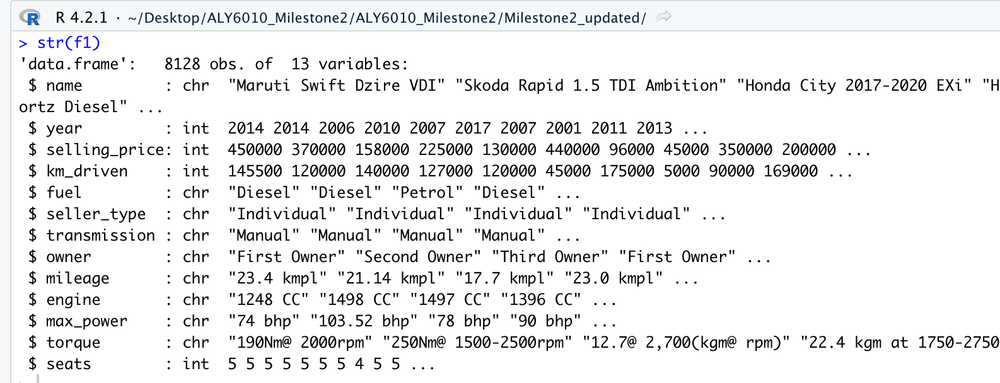 R R 4.2.1 · ~/Desktop/ALY6010_Milestone2/ALY6010_Milestone2/Milestone2_updated/
> str(f1)
'data.frame':   8128 obs. of  13 variables:
 $ name         : chr  "Maruti Swift Dzire VDI" "Skoda Rapid 1.5 TDI Ambition" "Honda City 2017-2020 EXi" "H
ortz Diesel" ...
 $ year         : int  2014 2014 2006 2010 2007 2017 2007 2001 2011 2013 ...
 $ selling_price: int  450000 370000 158000 225000 130000 440000 96000 45000 350000 200000 ...
 $ km_driven    : int  145500 120000 140000 127000 120000 45000 175000 5000 90000 169000 ...
 $ fuel         : chr  "Diesel" "Diesel" "Petrol" "Diesel" ...
 $ seller_type  : chr  "Individual" "Individual" "Individual" "Individual" ...
 $ transmission : chr  "Manual" "Manual" "Manual" "Manual" ...
 $ owner        : chr  "First Owner" "Second Owner" "Third Owner" "First Owner" ...
 $ mileage      : chr  "23.4 kmpl" "21.14 kmpl" "17.7 kmpl" "23.0 kmpl" ...
 $ engine       : chr  "1248 CC" "1498 CC" "1497 CC" "1396 CC" ...
 $ max_power    : chr  "74 bhp" "103.52 bhp" "78 bhp" "90 bhp" ...
 $ torque       : chr  "190Nm@ 2000rpm" "250Nm@ 1500-2500rpm" "12.7@ 2,700(kgm@ rpm)" "22.4 kgm at 1750-2750
 $ seats        : int  5 5 5 5 5 5 5 4 5 5 ...